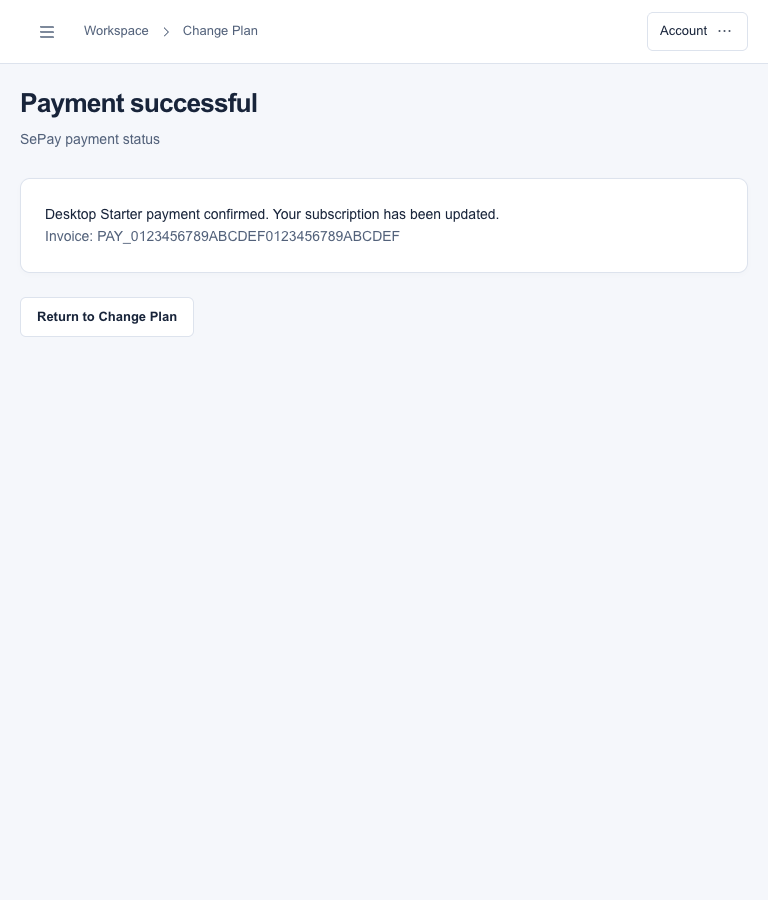 Workspace > Change Plan
Account ···
Payment successful
SePay payment status
Desktop Starter payment confirmed. Your subscription has been updated.
Invoice: PAY_0123456789ABCDEF0123456789ABCDEF
Return to Change Plan